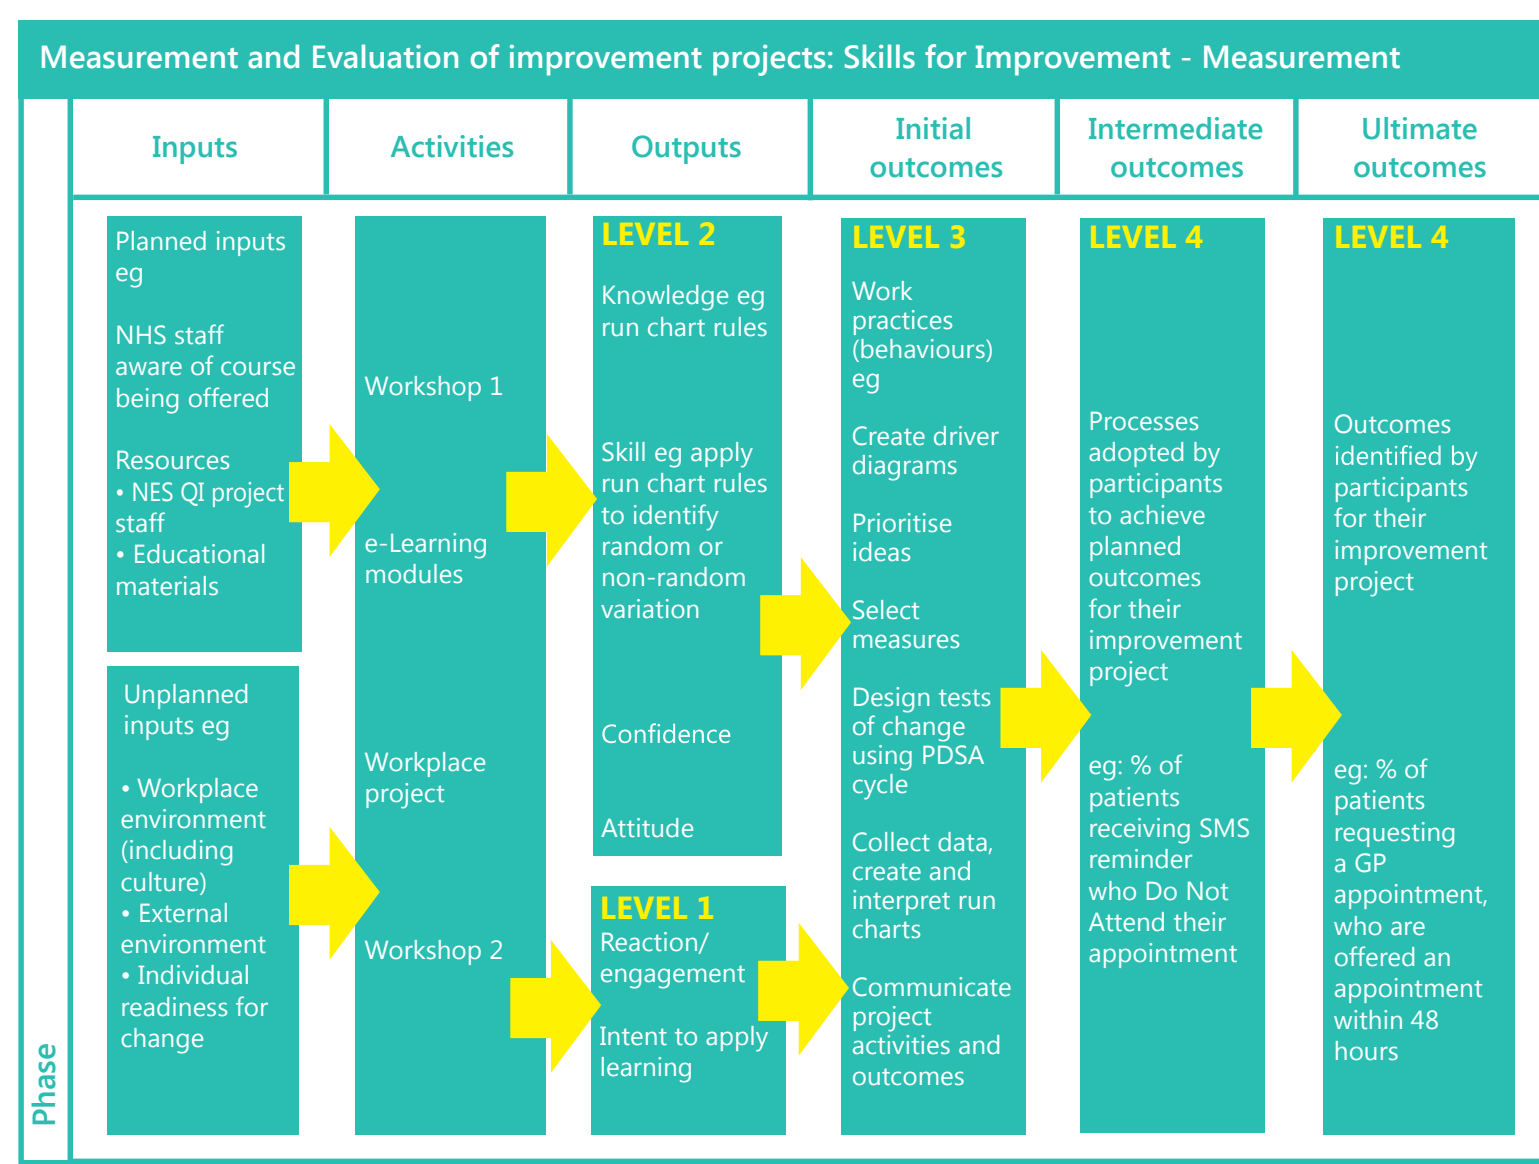 Measurement and Evaluation of improvement projects: Skills for Improvement - Measurement
Inputs
Activities
Outputs
Initial
outcomes
Intermediate
outcomes
Ultimate
outcomes
Phase
Planned inputs
eg
NHS staff
aware of course
being offered
Resources
• NES QI project
staff
• Educational
materials
Unplanned
inputs eg
• Workplace
environment
(including
culture)
• External
environment
• Individual
readiness for
change
Workshop 1
e-Learning
modules
Workplace
project
Workshop 2
LEVEL 2
Knowledge eg
run chart rules
Skill eg apply
run chart rules
to identify
random or
non-random
variation
Confidence
Attitude
LEVEL 1
Reaction/
engagement
Intent to apply
learning
LEVEL 3
Work
practices
(behaviours)
eg
Create driver
diagrams
Prioritise
ideas
Select
measures
Design tests
of change
using PDSA
cycle
Collect data,
create and
interpret run
charts
Communicate
project
activities and
outcomes
LEVEL 4
Processes
adopted by
participants
to achieve
planned
outcomes
for their
improvement
project
eg: % of
patients
receiving SMS
reminder
who Do Not
Attend their
appointment
LEVEL 4
Outcomes
identified by
participants
for their
improvement
project
eg: % of
patients
requesting
a GP
appointment,
who are
offered an
appointment
within 48
hours